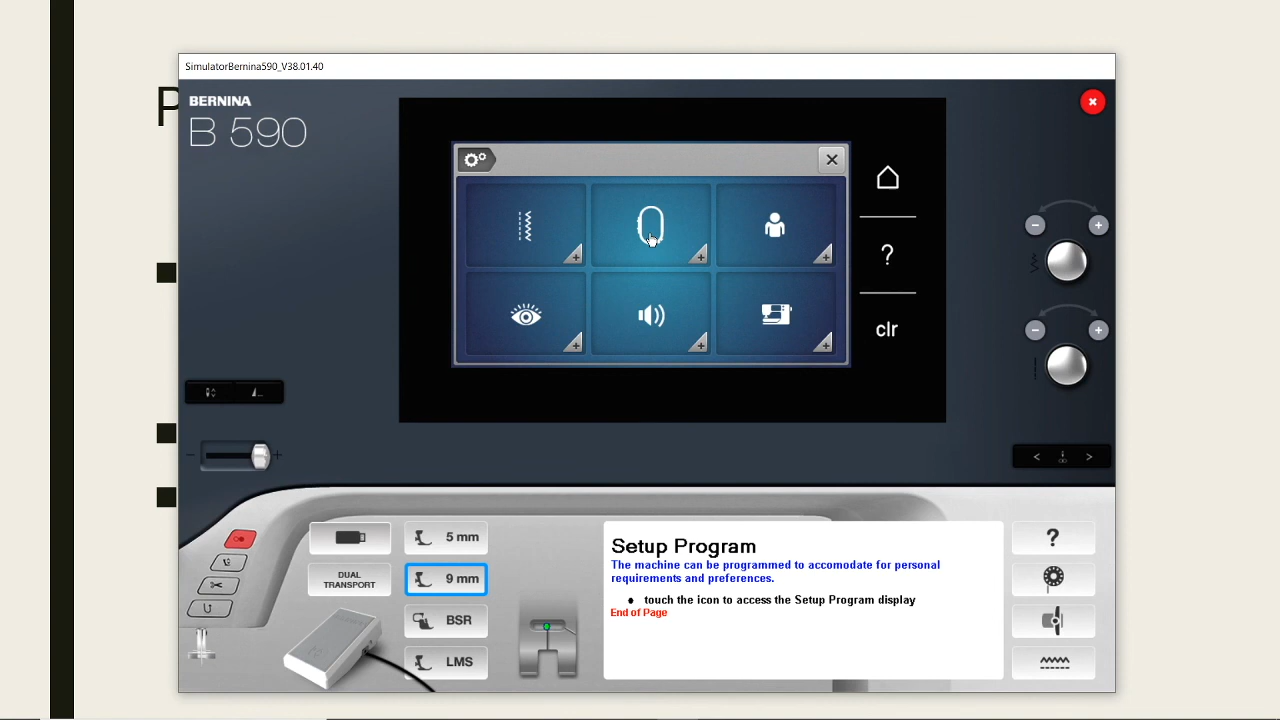 P
SimulatorBernina590_V38.01.40
BERNINA
B 590
?
clr
5 mm
DUAL
TRANSPORT
9 mm
BSR
LMS
Setup Program
The machine can be programmed to accomodate for personal
requirements and preferences.
● touch the icon to access the Setup Program display
End of Page
?